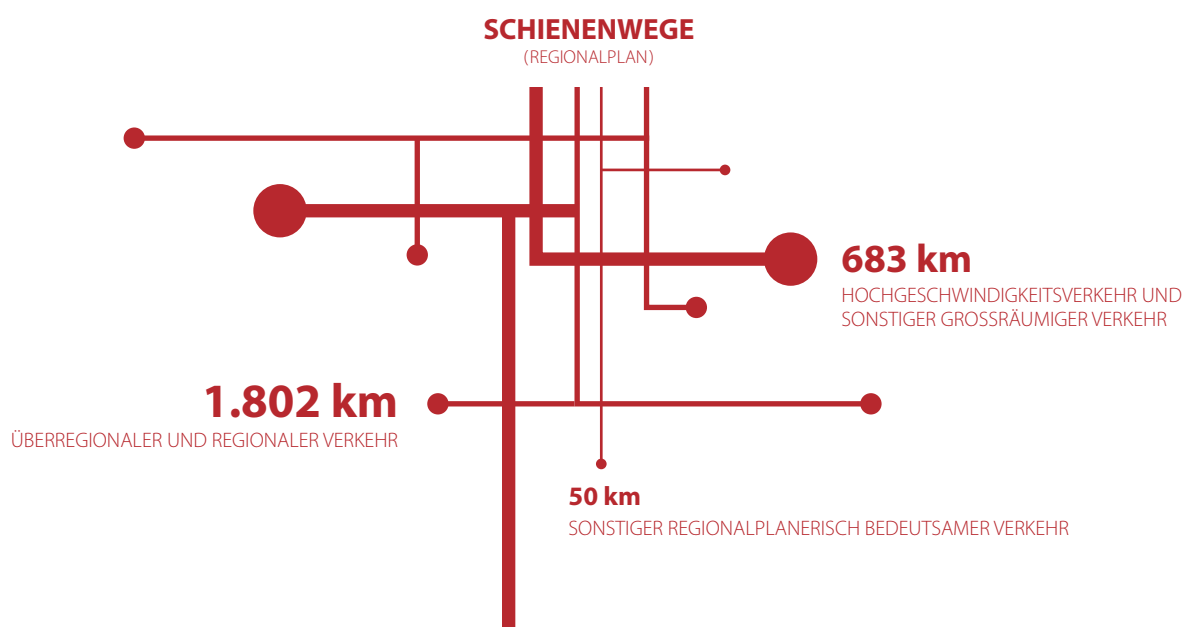 SCHIENENWEGE
(REGIONALPLAN)
683 km
HOCHGESCHWINDIGKEITSVERKEHR UND
SONSTIGER GROSSRÄUMIGER VERKEHR
1.802 km
ÜBERREGIONALER UND REGIONALER VERKEHR
50 km
SONSTIGER REGIONALPLANERISCH BEDEUTSAMER VERKEHR